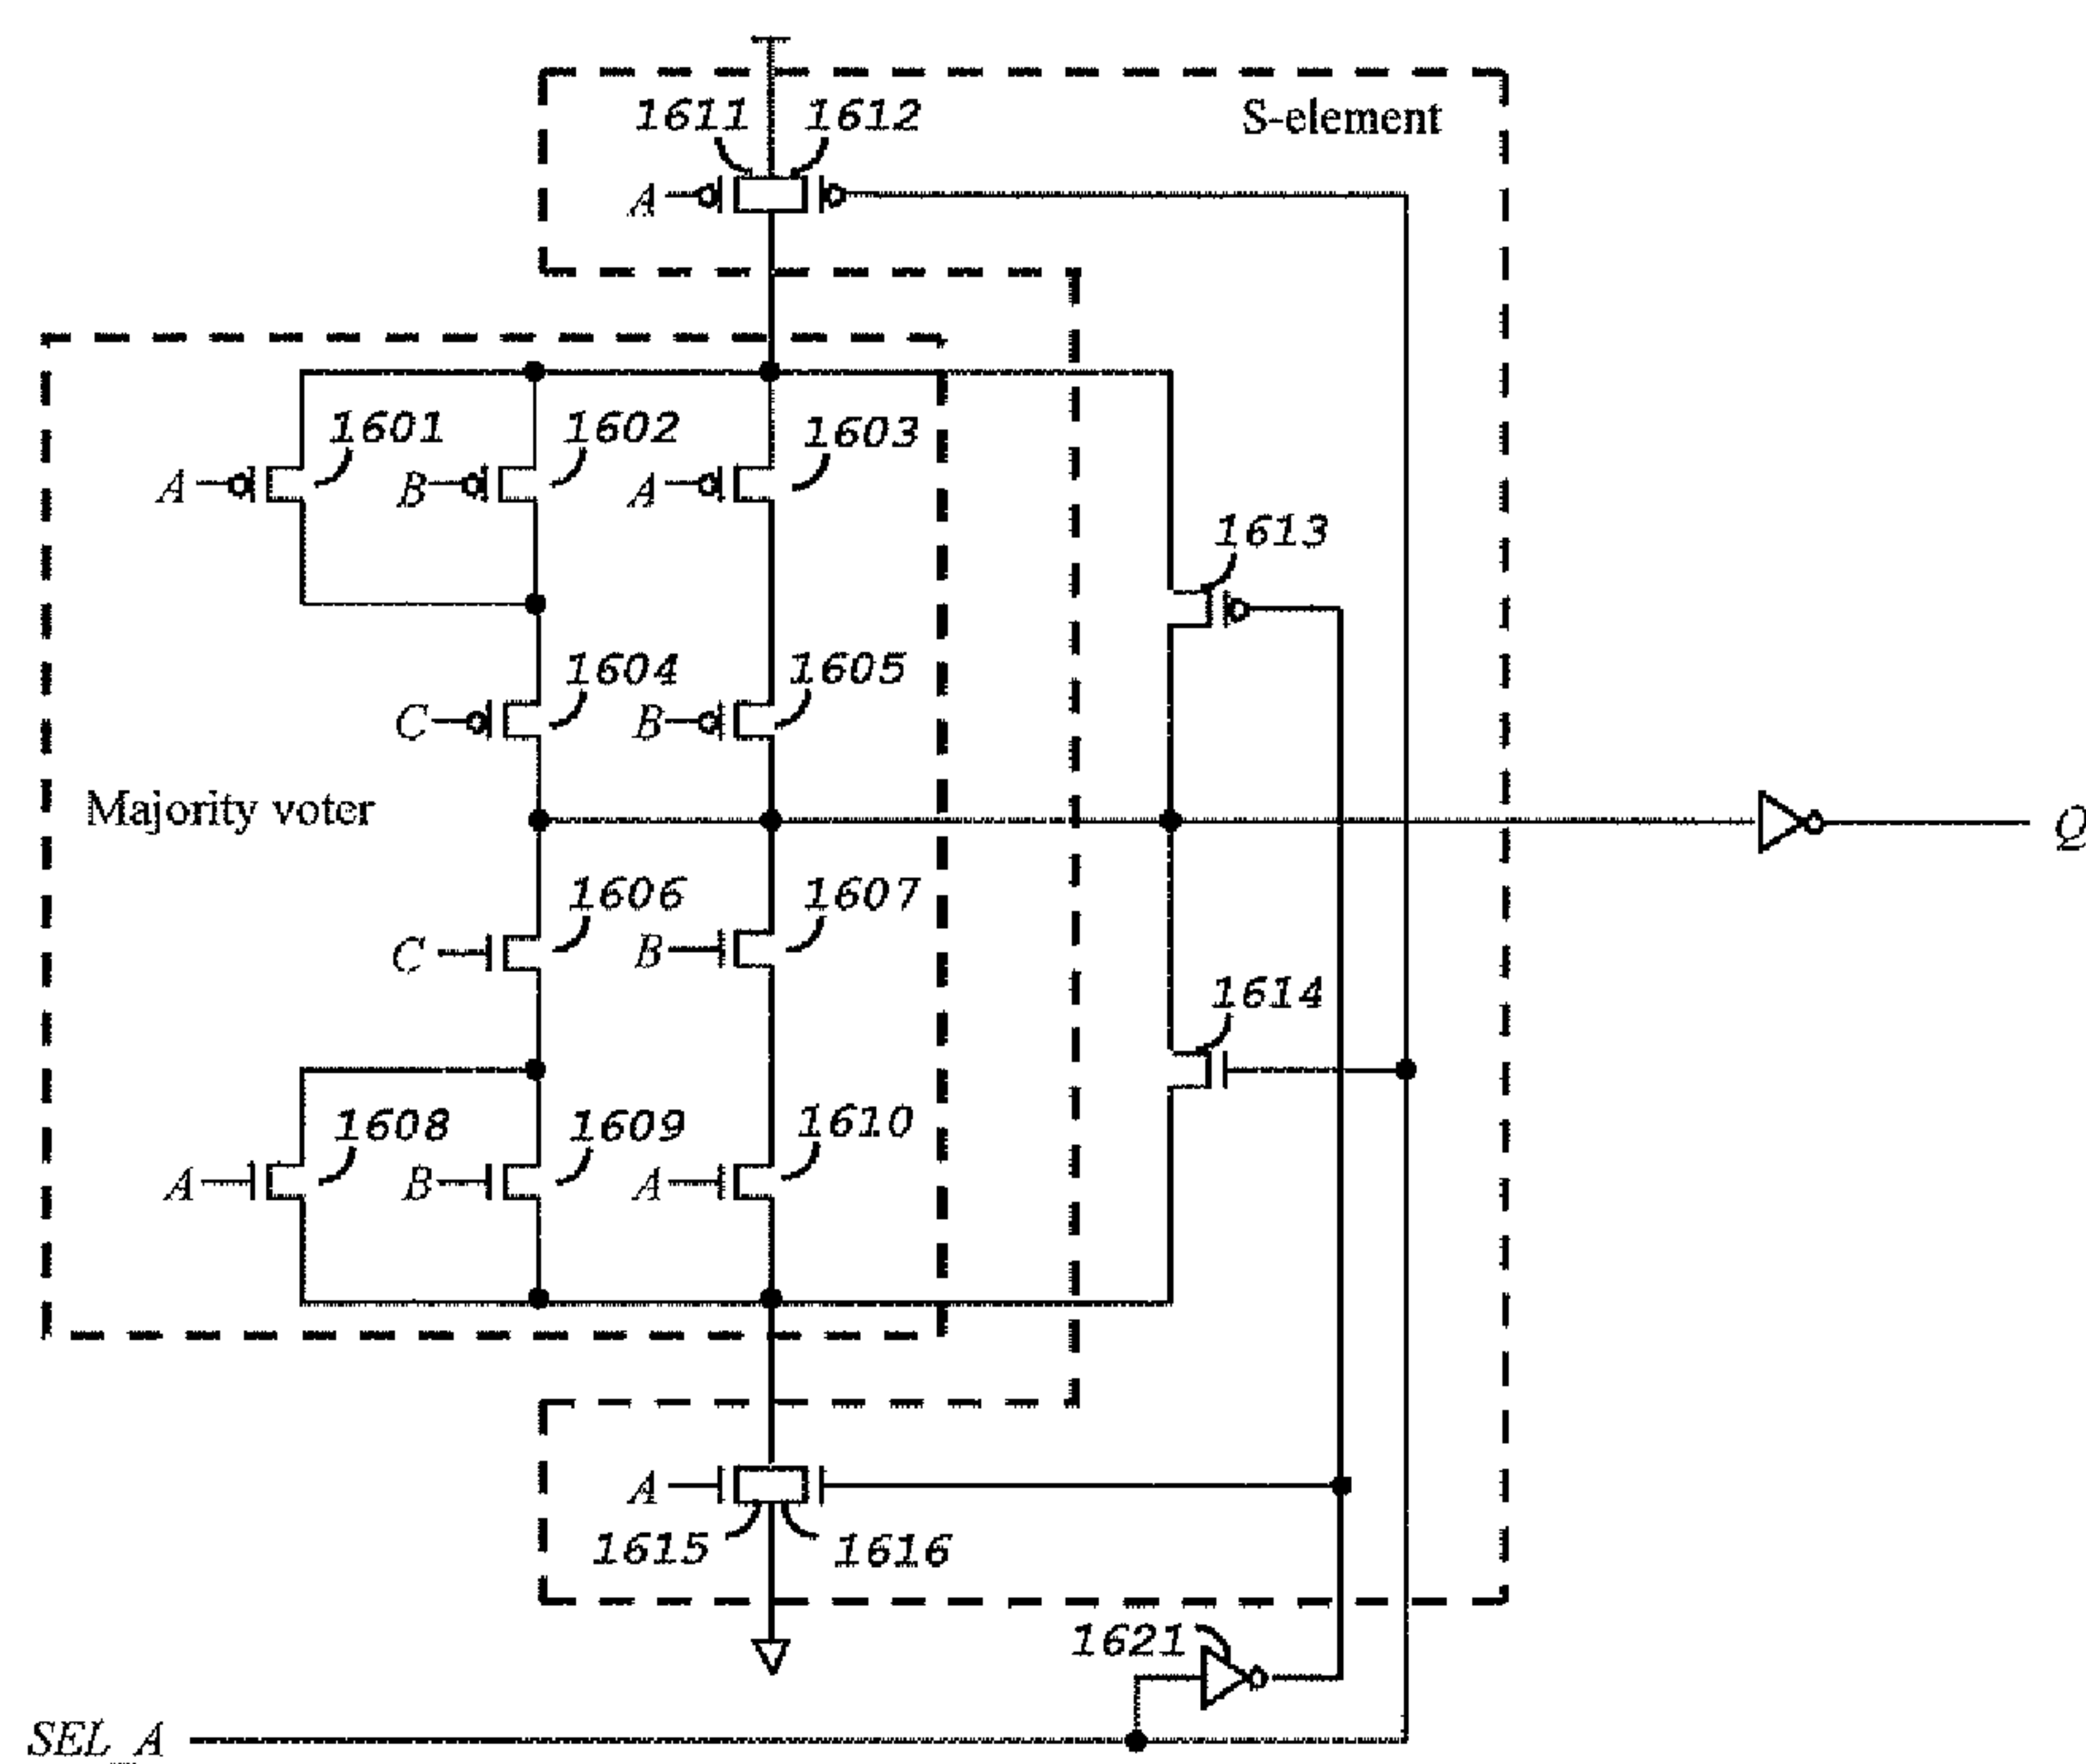 1611 1612
S-element
A
1601 1602 1603
A B A
1613
1604 1605
C B
Majority voter
Q
1606 1607
C B
1614
1608 1609 1610
A B A
A
1615 1616
1621
SEL_A